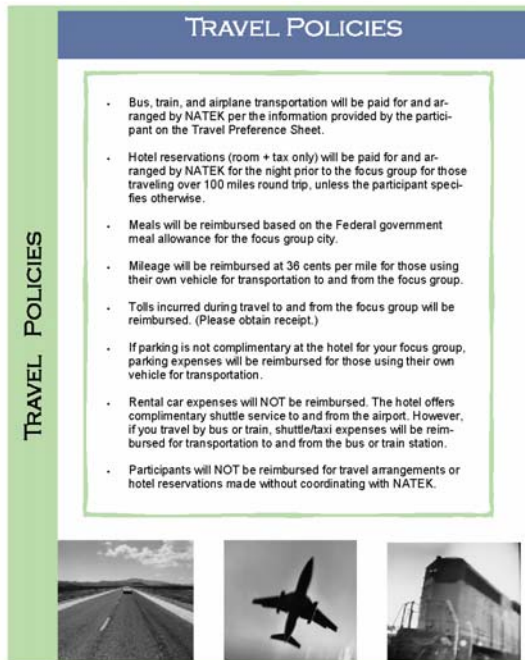 TRAVEL POLICIES
TRAVEL POLICIES
• Bus, train, and airplane transportation will be paid for and ar-
ranged by NATEK per the information provided by the partici-
pant on the Travel Preference Sheet.
• Hotel reservations (room + tax only) will be paid for and ar-
ranged by NATEK for the night prior to the focus group for those
traveling over 100 miles round trip, unless the participant speci-
fies otherwise.
• Meals will be reimbursed based on the Federal government
meal allowance for the focus group city.
• Mileage will be reimbursed at 36 cents per mile for those using
their own vehicle for transportation to and from the focus group.
• Tolls incurred during travel to and from the focus group will be
reimbursed. (Please obtain receipt.)
• If parking is not complimentary at the hotel for your focus group,
parking expenses will be reimbursed for those using their own
vehicle for transportation.
• Rental car expenses will NOT be reimbursed. The hotel offers
complimentary shuttle service to and from the airport. However,
if you travel by bus or train, shuttle/taxi expenses will be reim-
bursed for transportation to and from the bus or train station.
• Participants will NOT be reimbursed for travel arrangements or
hotel reservations made without coordinating with NATEK.